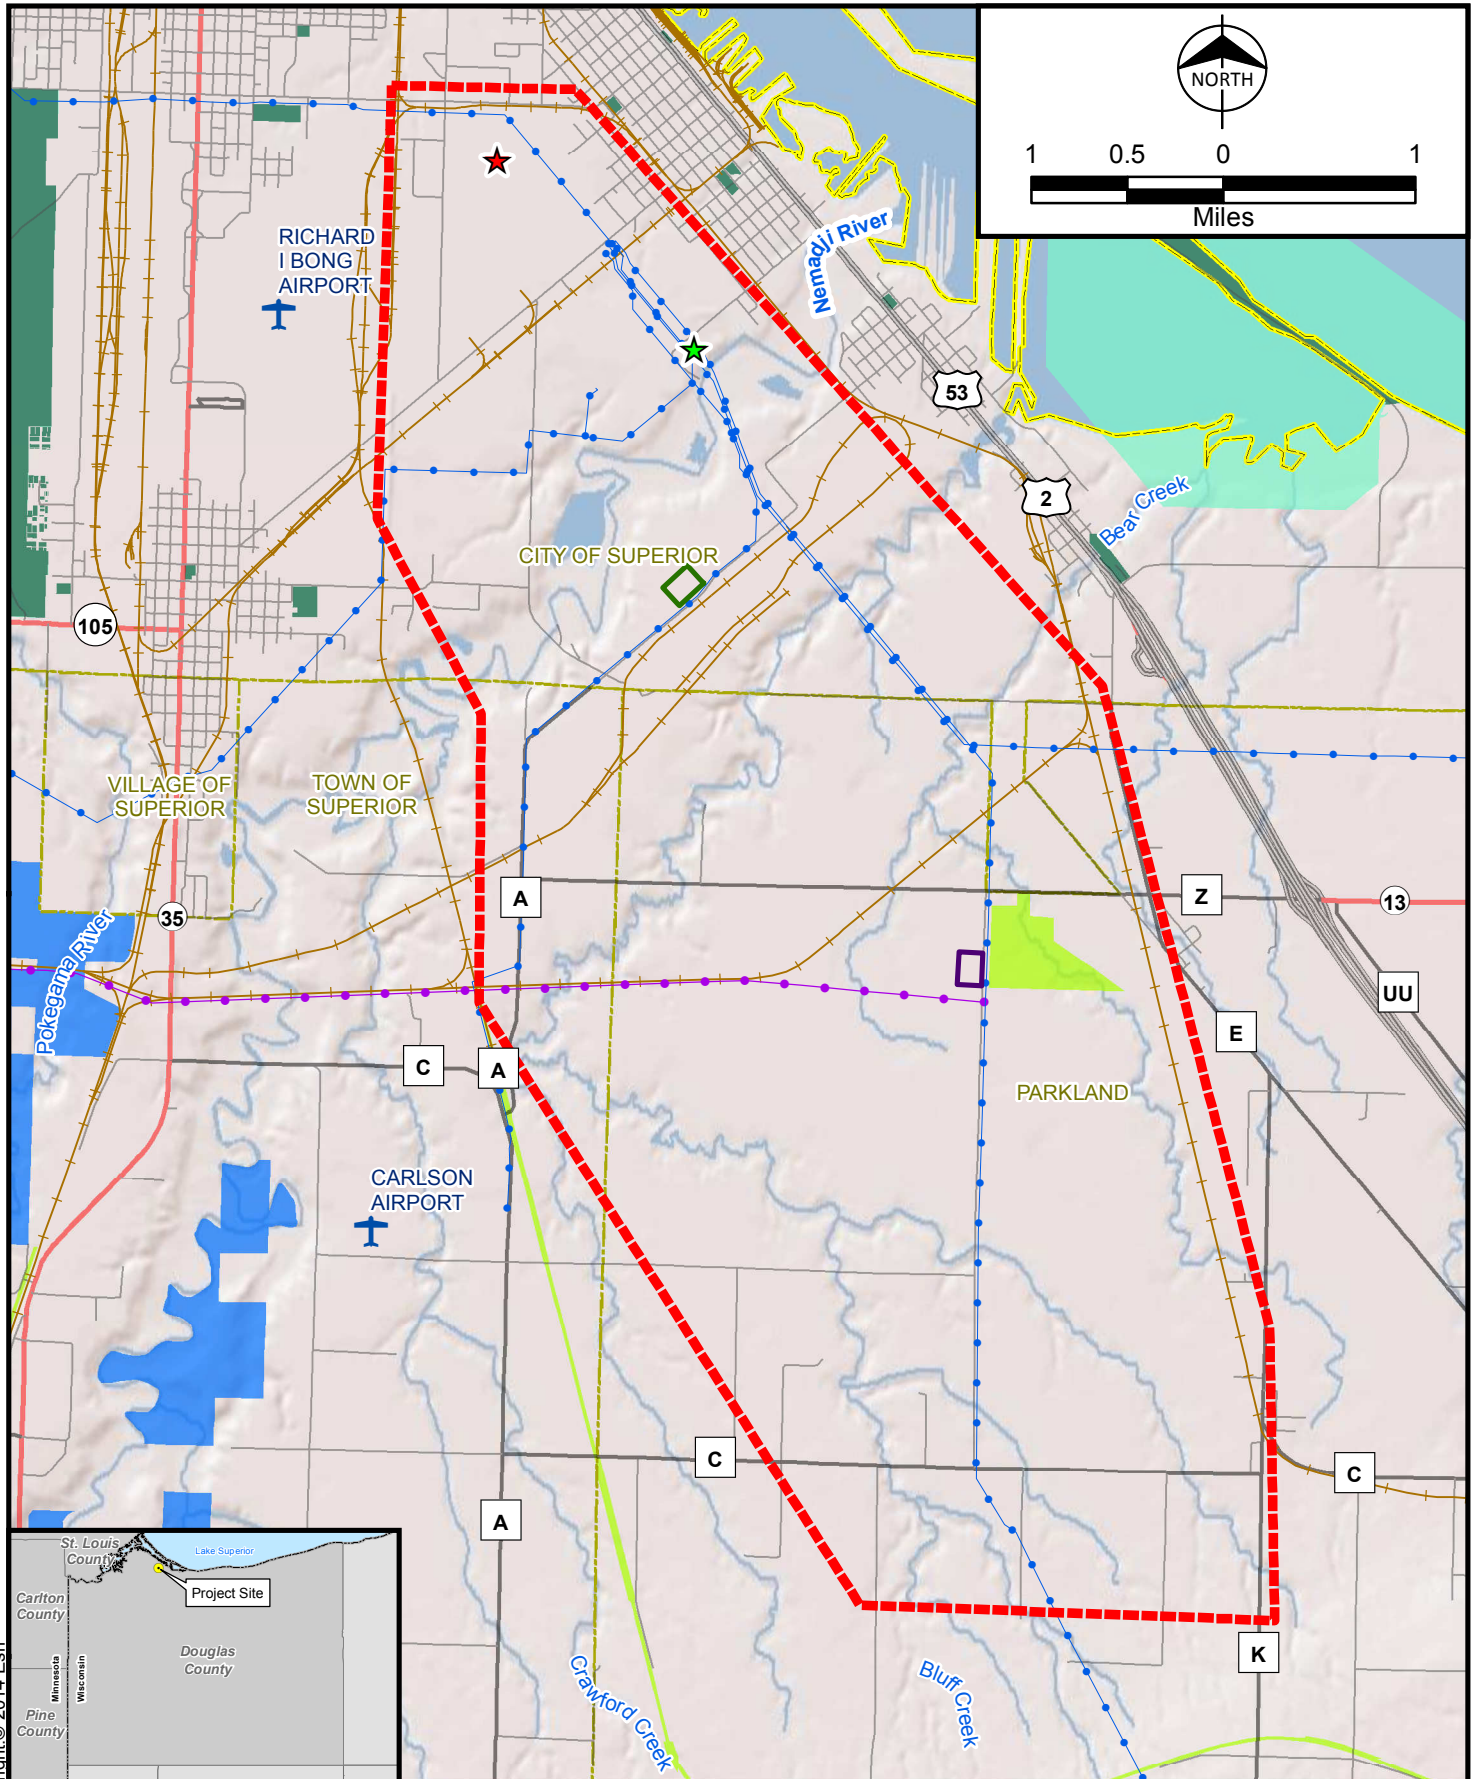 NORTH
1 0.5 0 1
Miles
RICHARD
I BONG
AIRPORT
Nemadji River
53
2
Bear Creek
CITY OF SUPERIOR
105
VILLAGE OF
SUPERIOR
TOWN OF
SUPERIOR
A
Z
13
35
Pokegama River
UU
E
C
A
PARKLAND
CARLSON
AIRPORT
C
C
A
St. Louis
County
Lake Superior
Project Site
Carlton
County
Douglas
County
Minnesota
Wisconsin
Pine
County
K
Crawford Creek
Bluff Creek